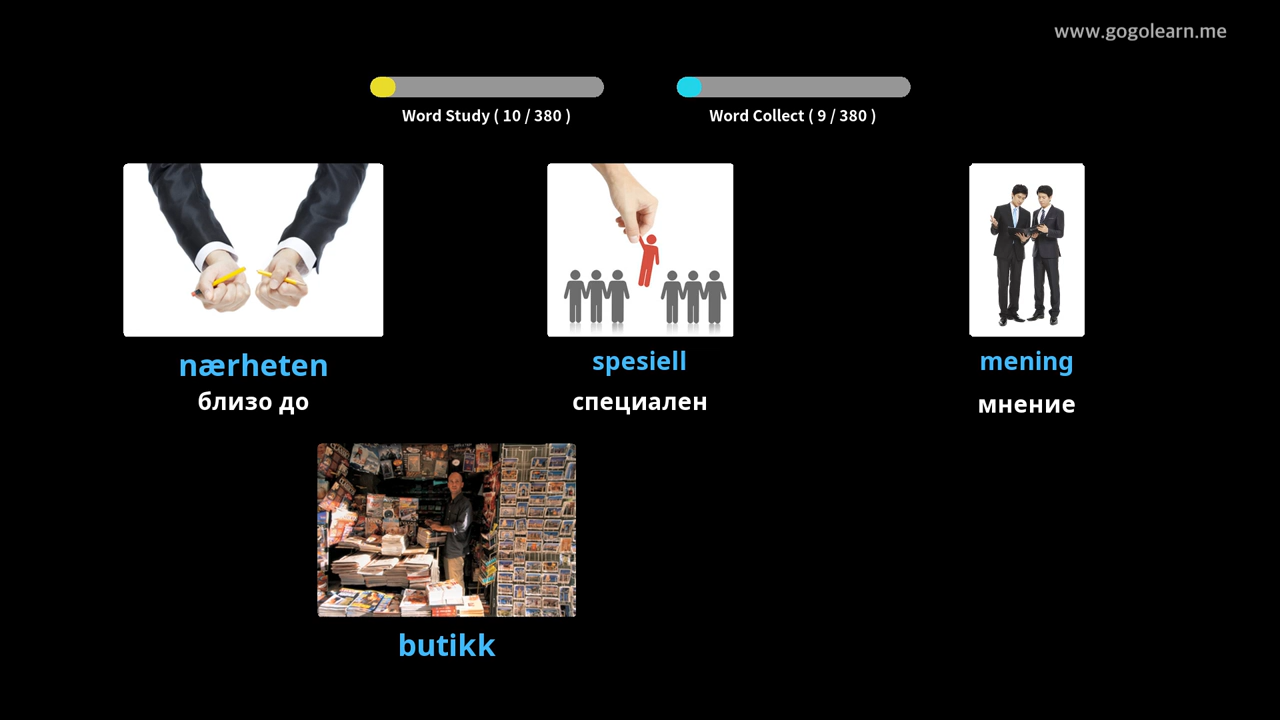 www.gogolearn.me
Word Study ( 10 / 380 )
Word Collect ( 9 / 380 )
nærheten
близо до
spesiell
специален
mening
мнение
butikk